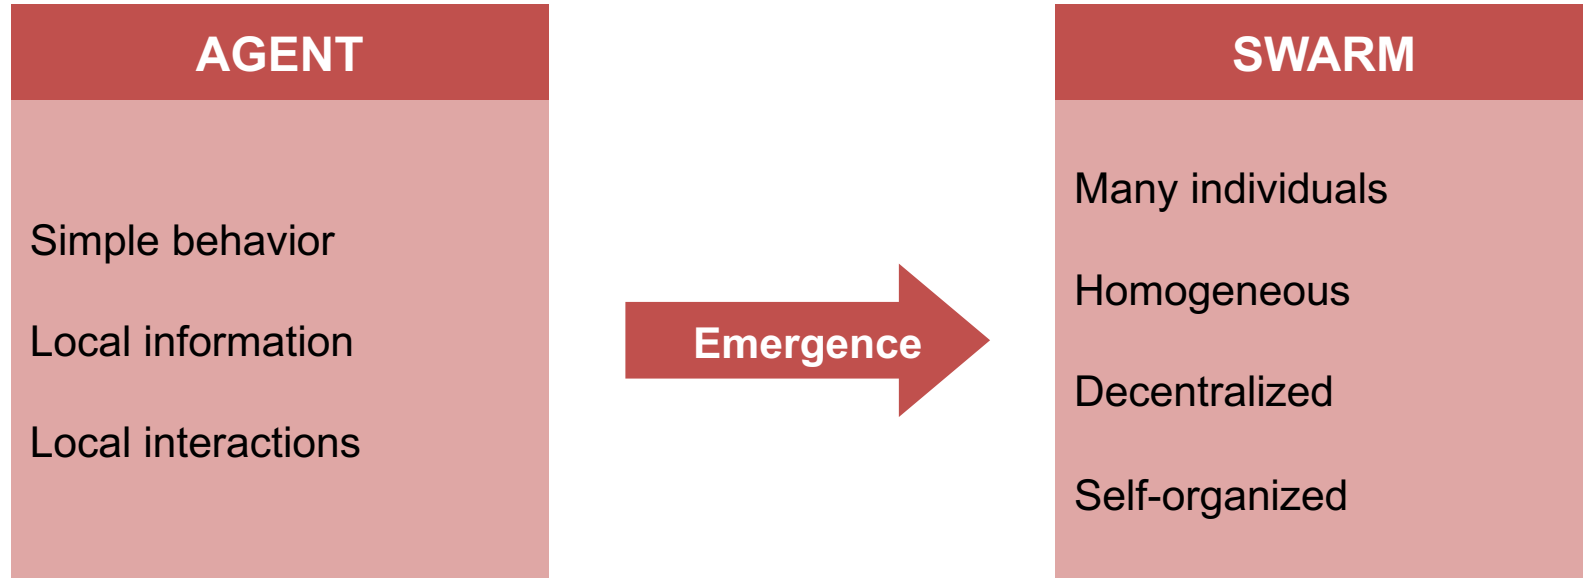 AGENT
Simple behavior
Local information
Local interactions
Emergence
SWARM
Many individuals
Homogeneous
Decentralized
Self-organized